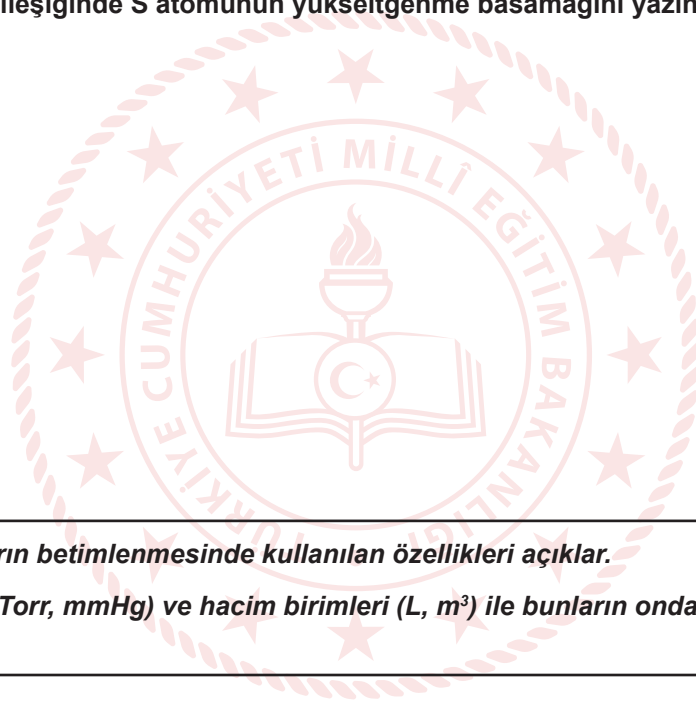 ileşiğinde S atomunun yükseltgenme basamağını yazın
TÜRKİYE CUMHURİYETİ MİLLÎ EĞİTİM BAKANLIĞI
rın betimlenmesinde kullanılan özellikleri açıklar.
Torr, mmHg) ve hacim birimleri (L, m³) ile bunların onda